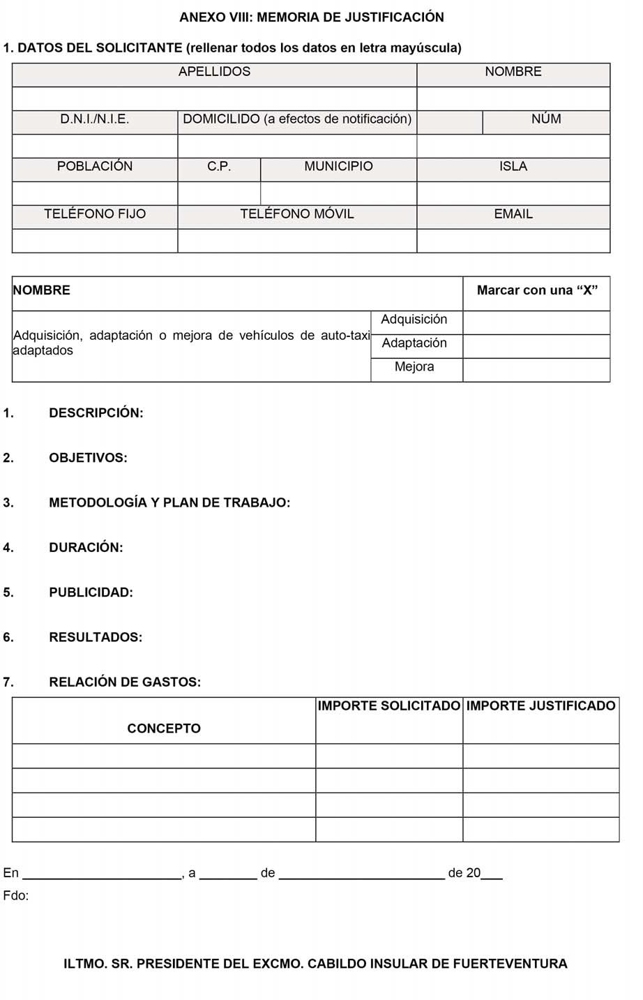 ANEXO VIII: MEMORIA DE JUSTIFICACIÓN
1. DATOS DEL SOLICITANTE (rellenar todos los datos en letra mayúscula)
APELLIDOS NOMBRE
D.N.I./N.I.E. DOMICILIDO (a efectos de notificación) NÚM
POBLACIÓN C.P. MUNICIPIO ISLA
TELÉFONO FIJO TELÉFONO MÓVIL EMAIL
NOMBRE Marcar con una “X”
Adquisición, adaptación o mejora de vehículos de auto-taxi
adaptados
Adquisición
Adaptación
Mejora
1. DESCRIPCIÓN:
2. OBJETIVOS:
3. METODOLOGÍA Y PLAN DE TRABAJO:
4. DURACIÓN:
5. PUBLICIDAD:
6. RESULTADOS:
7. RELACIÓN DE GASTOS:
CONCEPTO IMPORTE SOLICITADO IMPORTE JUSTIFICADO
En ______________________, a ________ de _______________________ de 20___
Fdo:
ILTMO. SR. PRESIDENTE DEL EXCMO. CABILDO INSULAR DE FUERTEVENTURA